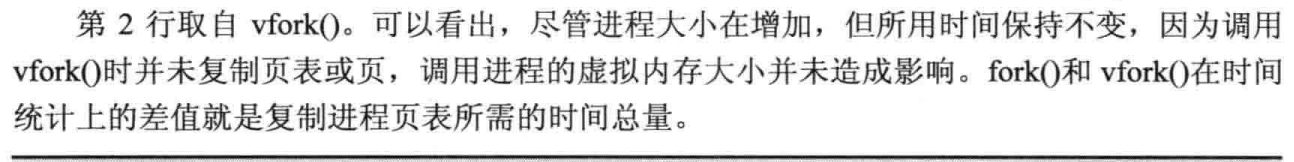 第 2 行取自 vfork()。可以看出，尽管进程大小在增加，但所用时间保持不变，因为调用
vfork()时并未复制页表或页，调用进程的虚拟内存大小并未造成影响。fork()和 vfork()在时间
统计上的差值就是复制进程页表所需的时间总量。